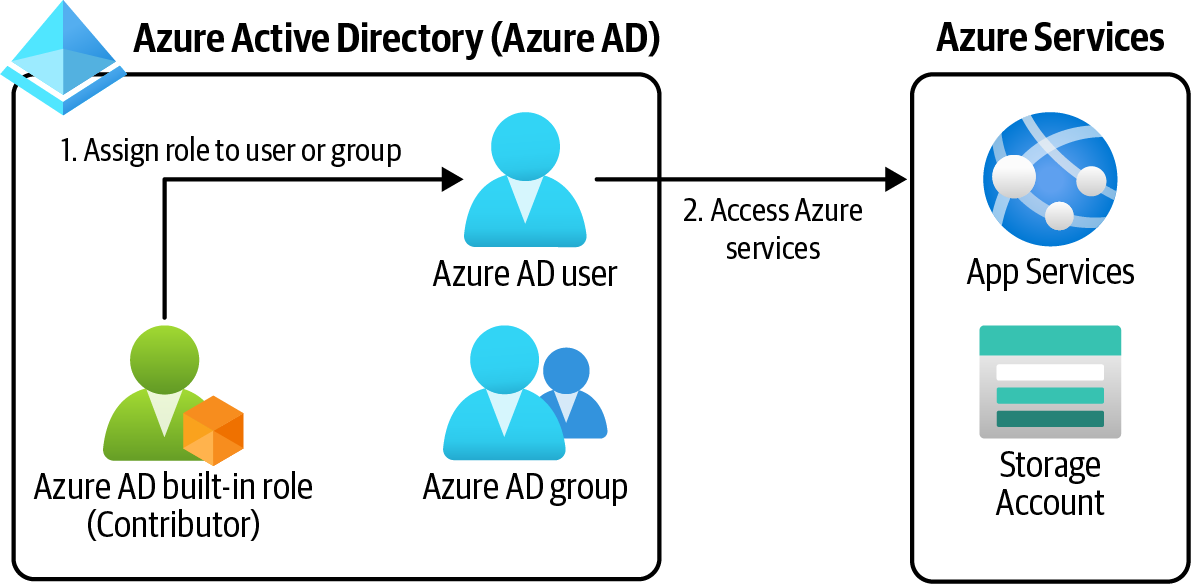 Azure Active Directory (Azure AD)
Azure Services
1. Assign role to user or group
2. Access Azure
services
Azure AD user
App Services
Azure AD built-in role
(Contributor)
Azure AD group
Storage
Account